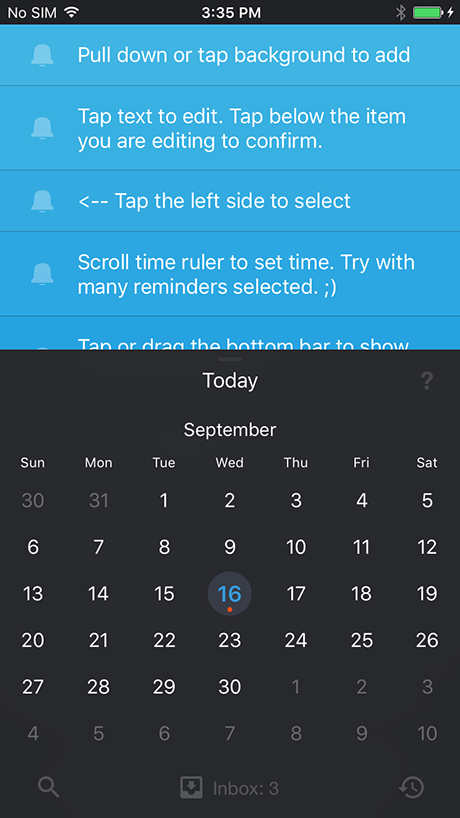 No SIM 3:35 PM
Pull down or tap background to add
Tap text to edit. Tap below the item
you are editing to confirm.
<-- Tap the left side to select
Scroll time ruler to set time. Try with
many reminders selected. ;)
Tap or drag the bottom bar to show
Today ?
September
Sun Mon Tue Wed Thu Fri Sat
30 31 1 2 3 4 5
6 7 8 9 10 11 12
13 14 15 16 17 18 19
20 21 22 23 24 25 26
27 28 29 30 1 2 3
4 5 6 7 8 9 10
Inbox: 3